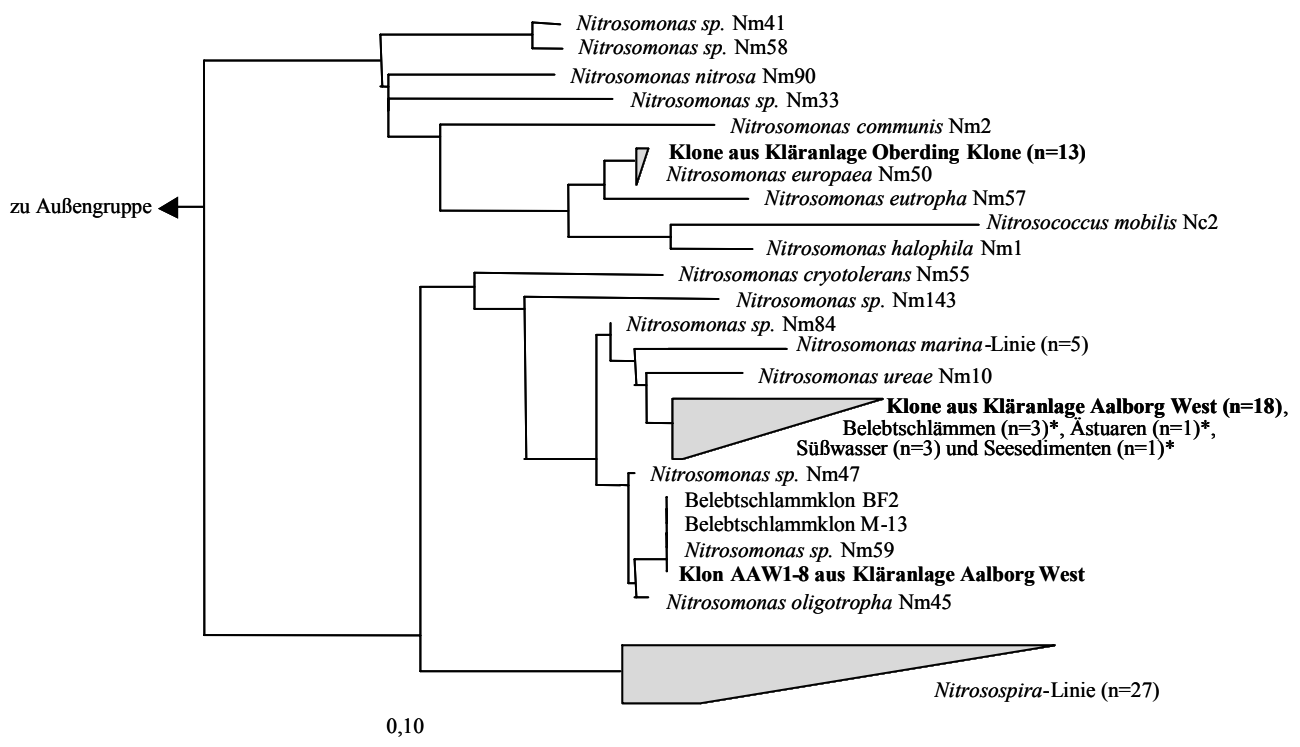 Nitrosomonas sp. Nm41
Nitrosomonas sp. Nm58
Nitrosomonas nitrosa Nm90
Nitrosomonas sp. Nm33
Nitrosomonas communis Nm2
Klone aus Kläranlage Oberding Klone (n=13)
Nitrosomonas europaea Nm50
Nitrosomonas eutropha Nm57
zu Außengruppe
Nitrosococcus mobilis Nc2
Nitrosomonas halophila Nm1
Nitrosomonas cryotolerans Nm55
Nitrosomonas sp. Nm143
Nitrosomonas sp. Nm84
Nitrosomonas marina-Linie (n=5)
Nitrosomonas ureae Nm10
Klone aus Kläranlage Aalborg West (n=18),
Belebtschlämmen (n=3)*, Ästuaren (n=1)*,
Süßwasser (n=3) und Seesedimenten (n=1)*
Nitrosomonas sp. Nm47
Belebtschlammklon BF2
Belebtschlammklon M-13
Nitrosomonas sp. Nm59
Klon AAW1-8 aus Kläranlage Aalborg West
Nitrosomonas oligotropha Nm45
Nitrosospira-Linie (n=27)
0,10